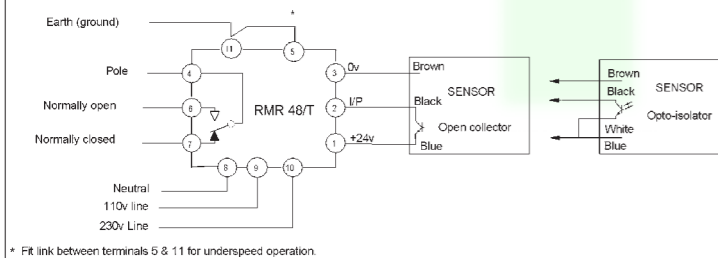 Earth (ground)
*
11
5
Pole
4
3
0v
Brown
SENSOR
Brown
SENSOR
Normally open
6
RMR 48/T
2
I/P
Black
Open collector
Black
Opto-isolator
Normally closed
7
1
+24v
Blue
White
Blue
8
9
10
Neutral
110v line
230v Line
* Fit link between terminals 5 & 11 for underspeed operation.